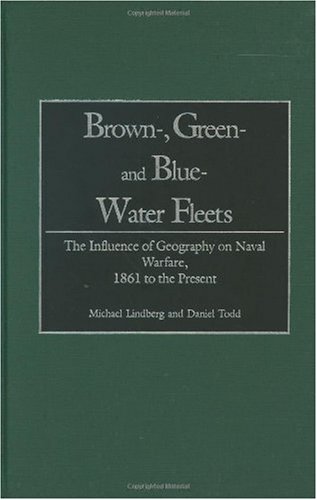 Brown-, Green-
and Blue-
Water Fleets
The Influence of Geography on Naval
Warfare,
1861 to the Present
Michael Lindberg and Daniel Todd